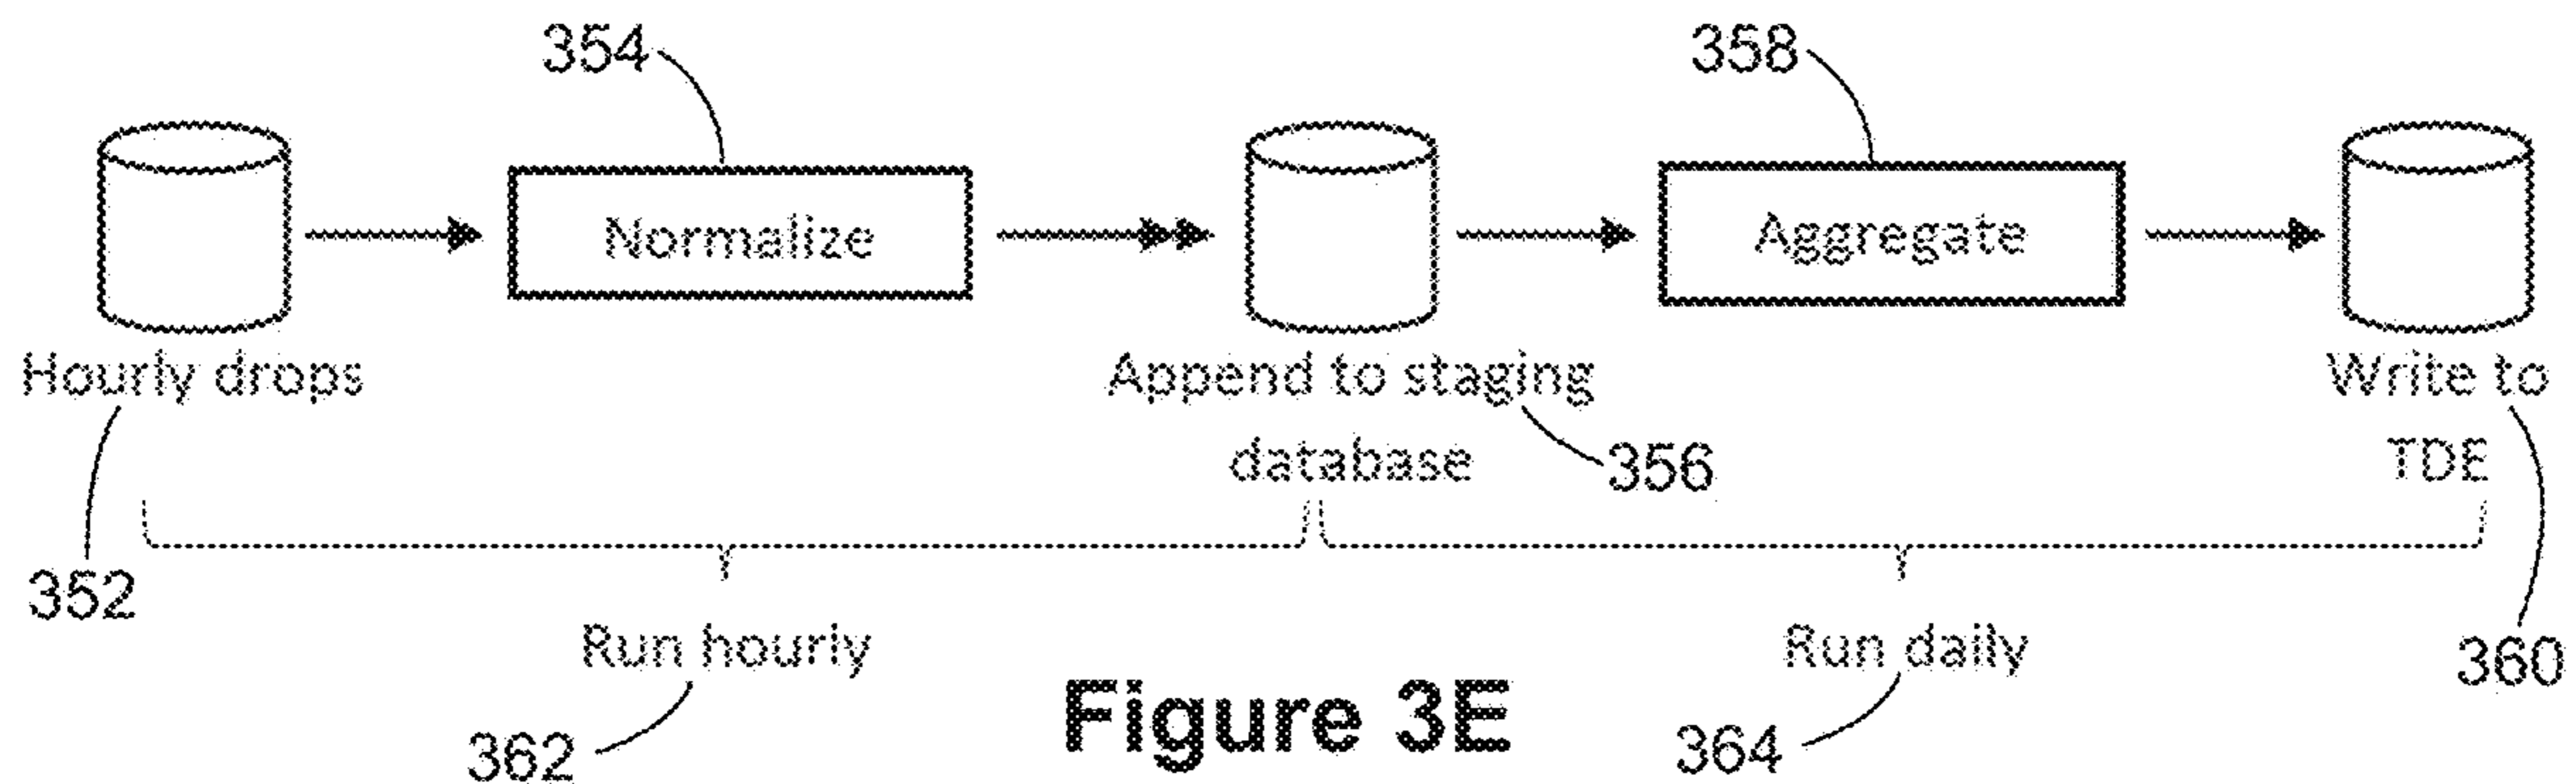 354
358
Normalize
Aggregate
Hourly drops
Append to staging
database
Write to
TDE
356
352
Run hourly
Run daily
360
362
Figure 3E
364